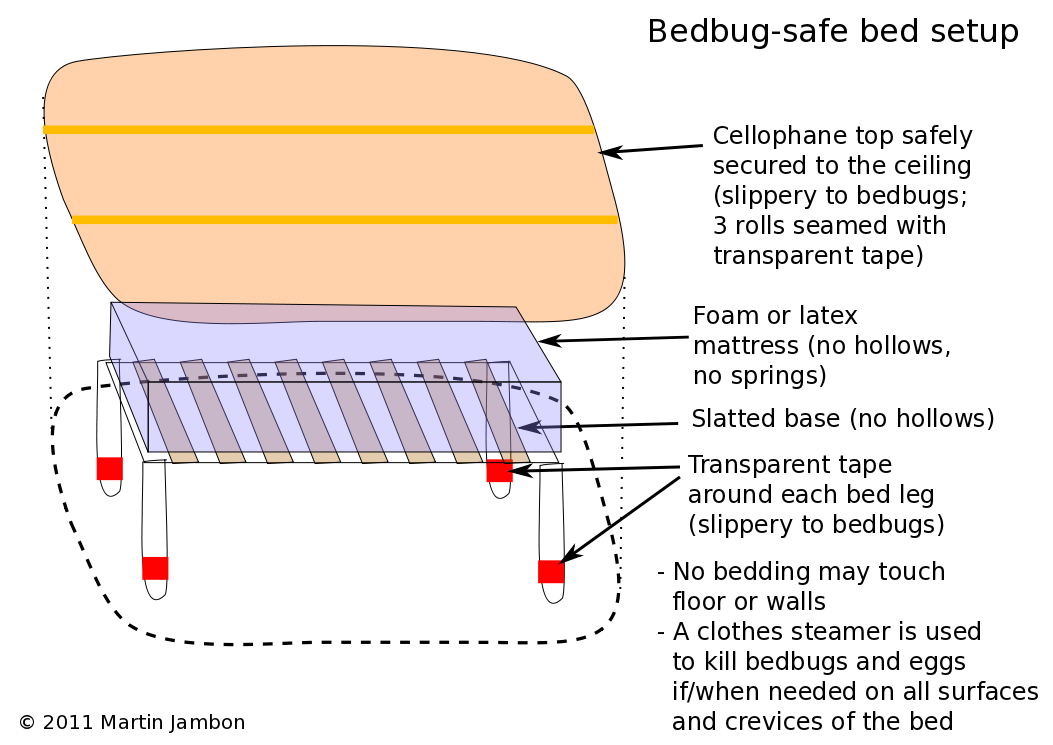 Bedbug-safe bed setup
Cellophane top safely
secured to the ceiling
(slippery to bedbugs;
3 rolls seamed with
transparent tape)
Foam or latex
mattress (no hollows,
no springs)
Slatted base (no hollows)
Transparent tape
around each bed leg
(slippery to bedbugs)
- No bedding may touch
floor or walls
- A clothes steamer is used
to kill bedbugs and eggs
if/when needed on all surfaces
and crevices of the bed
© 2011 Martin Jambon